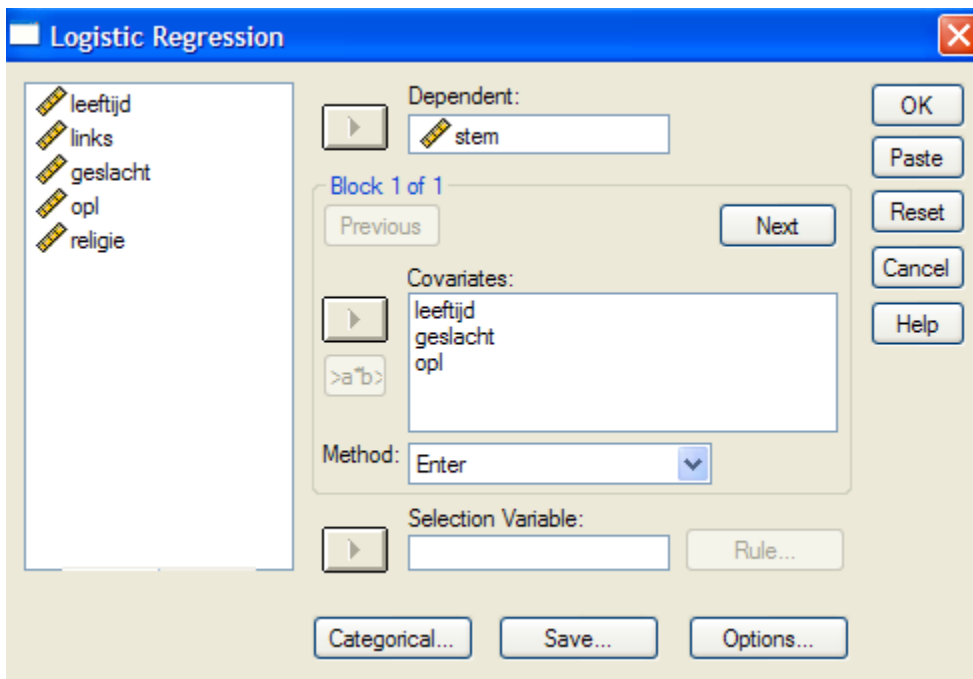 Logistic Regression
leeftijd
links
geslacht
opl
religie
Dependent:
stem
Block 1 of 1
Previous
Next
Covariates:
leeftijd
geslacht
opl
>a*b>
Method:
Enter
Selection Variable:
Rule...
Categorical...
Save...
Options...
OK
Paste
Reset
Cancel
Help